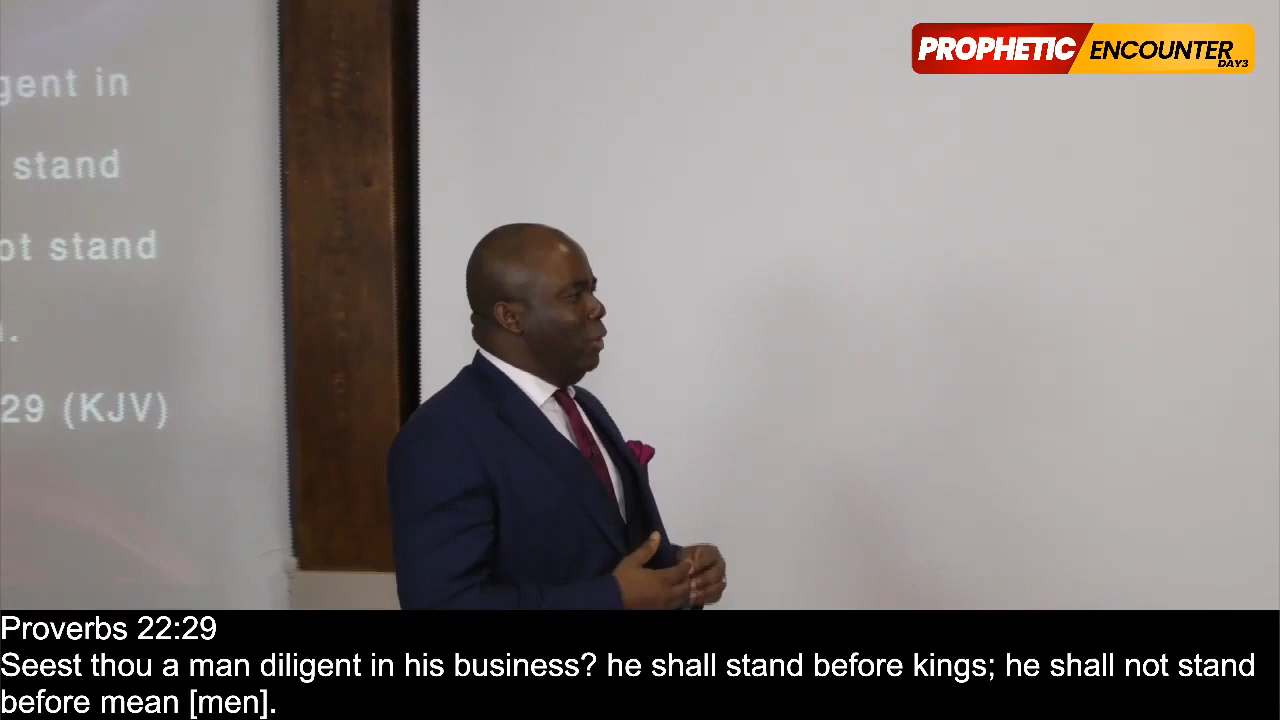 PROPHETIC ENCOUNTER
DAY3
gent in
stand
ot stand
.
29 (KJV)
Proverbs 22:29
Seest thou a man diligent in his business? he shall stand before kings; he shall not stand
before mean [men].